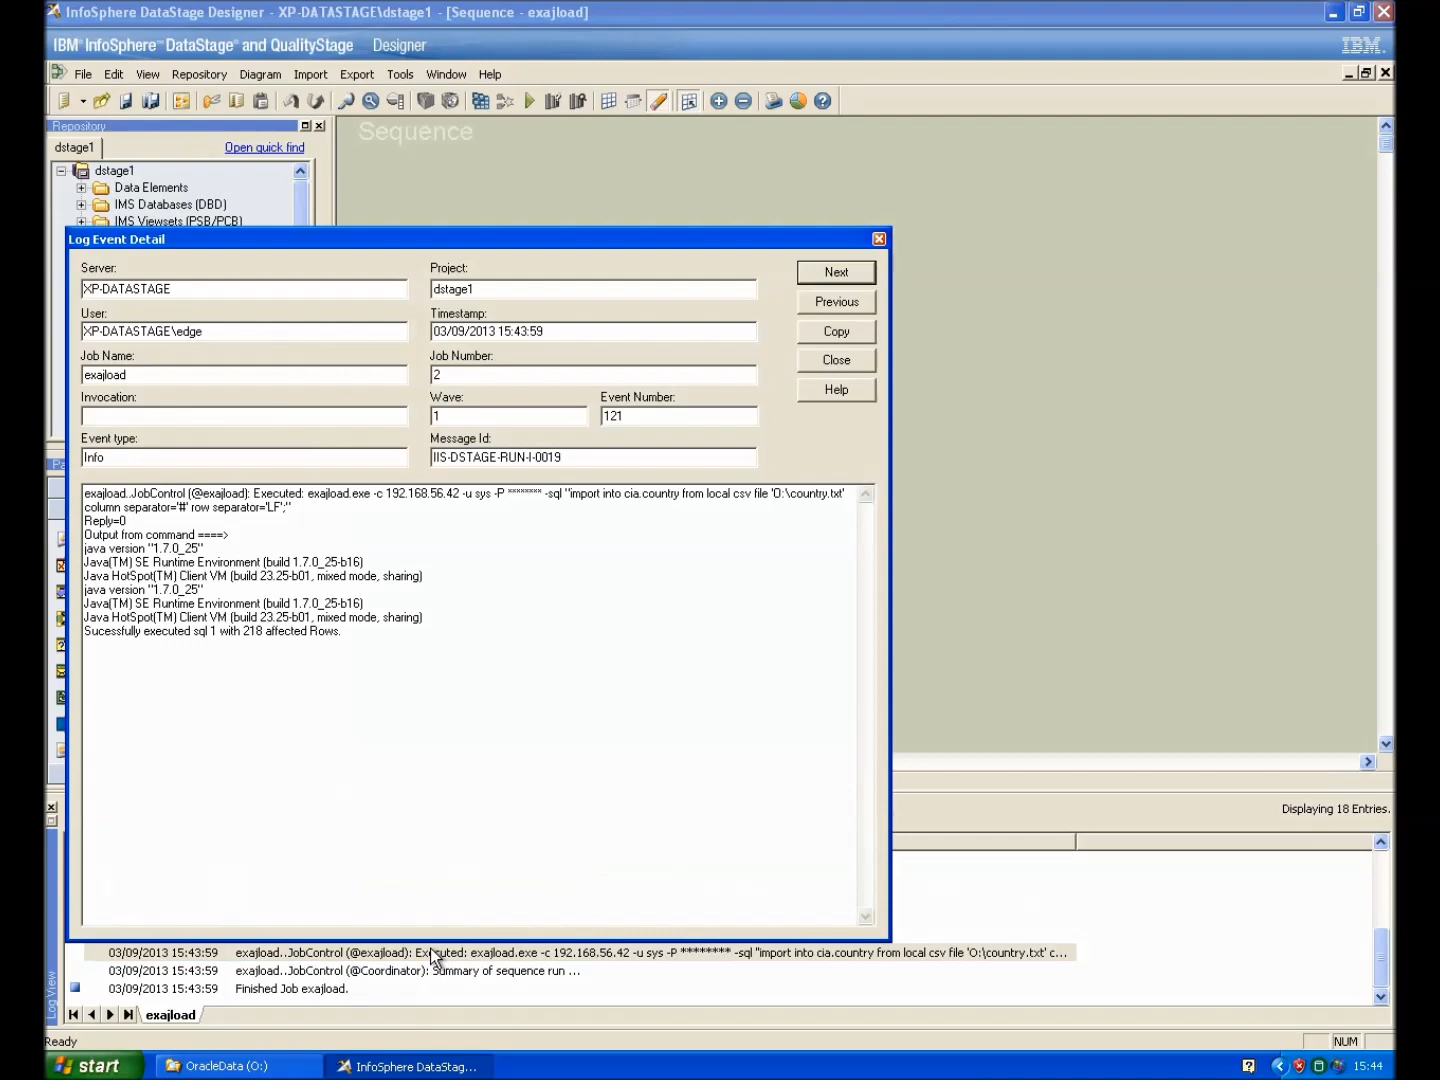 InfoSphere DataStage Designer - XP-DATASTAGE\dstage1 - [Sequence - exajload]
IBM InfoSphere DataStage and QualityStage Designer
IBM.
File Edit View Repository Diagram Import Export Tools Window Help
Repository
dstage1 Open quick find
Sequence
dstage1
Data Elements
IMS Databases (DBD)
IMS Viewsets (PSB/PCB)
Log Event Detail
Server: Project:
XP-DATASTAGE dstage1
Next
User: Timestamp:
XP-DATASTAGE\edge 03/09/2013 15:43:59
Previous
Copy
Job Name: Job Number:
exajload 2
Close
Help
Invocation: Wave: Event Number:
1 121
Event type: Message Id:
Info IIS-DSTAGE-RUN-I-0019
Pa
exajload..JobControl (@exajload): Executed: exajload.exe -c 192.168.56.42 -u sys -P ******** -sql "import into cia.country from local csv file 'O:\country.txt'
column separator='#' row separator='LF';"
Reply=0
Output from command ====>
java version "1.7.0_25"
Java(TM) SE Runtime Environment (build 1.7.0_25-b16)
Java HotSpot(TM) Client VM (build 23.25-b01, mixed mode, sharing)
java version "1.7.0_25"
Java(TM) SE Runtime Environment (build 1.7.0_25-b16)
Java HotSpot(TM) Client VM (build 23.25-b01, mixed mode, sharing)
Sucessfully executed sql 1 with 218 affected Rows.
Displaying 18 Entries.
03/09/2013 15:43:59 exajload..JobControl (@exajload): Executed: exajload.exe -c 192.168.56.42 -u sys -P ******** -sql "import into cia.country from local csv file 'O:\country.txt' c...
03/09/2013 15:43:59 exajload..JobControl (@Coordinator): Summary of sequence run ...
03/09/2013 15:43:59 Finished Job exajload.
Log View
exajload
Ready NUM
start OracleData (O:) InfoSphere DataStag... 15:44